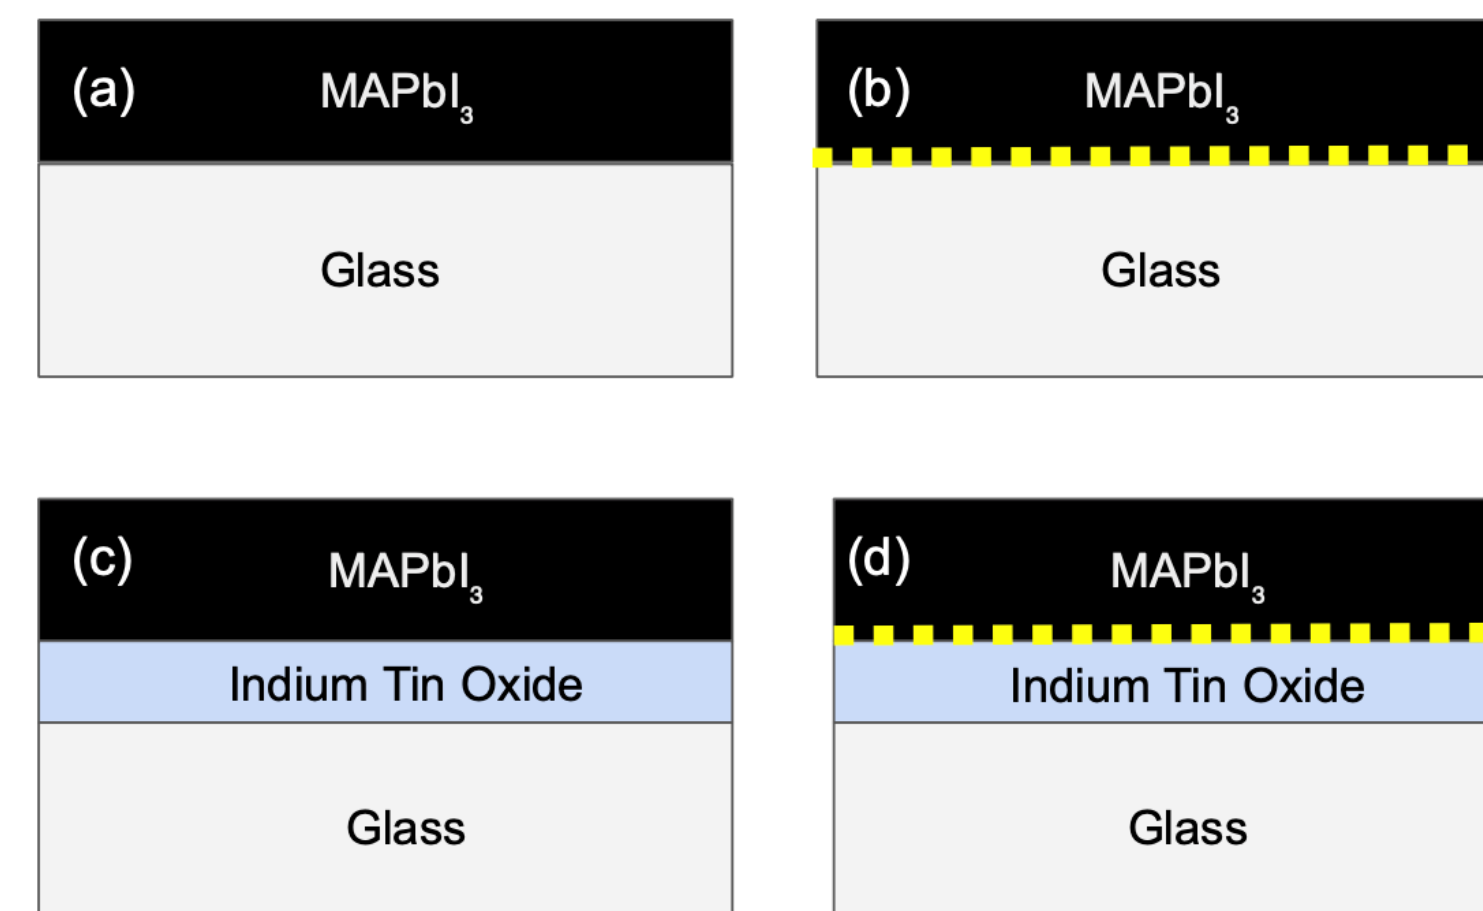 (a) MAPbI₃
Glass
(b) MAPbI₃
Glass
(c) MAPbI₃
Indium Tin Oxide
Glass
(d) MAPbI₃
Indium Tin Oxide
Glass